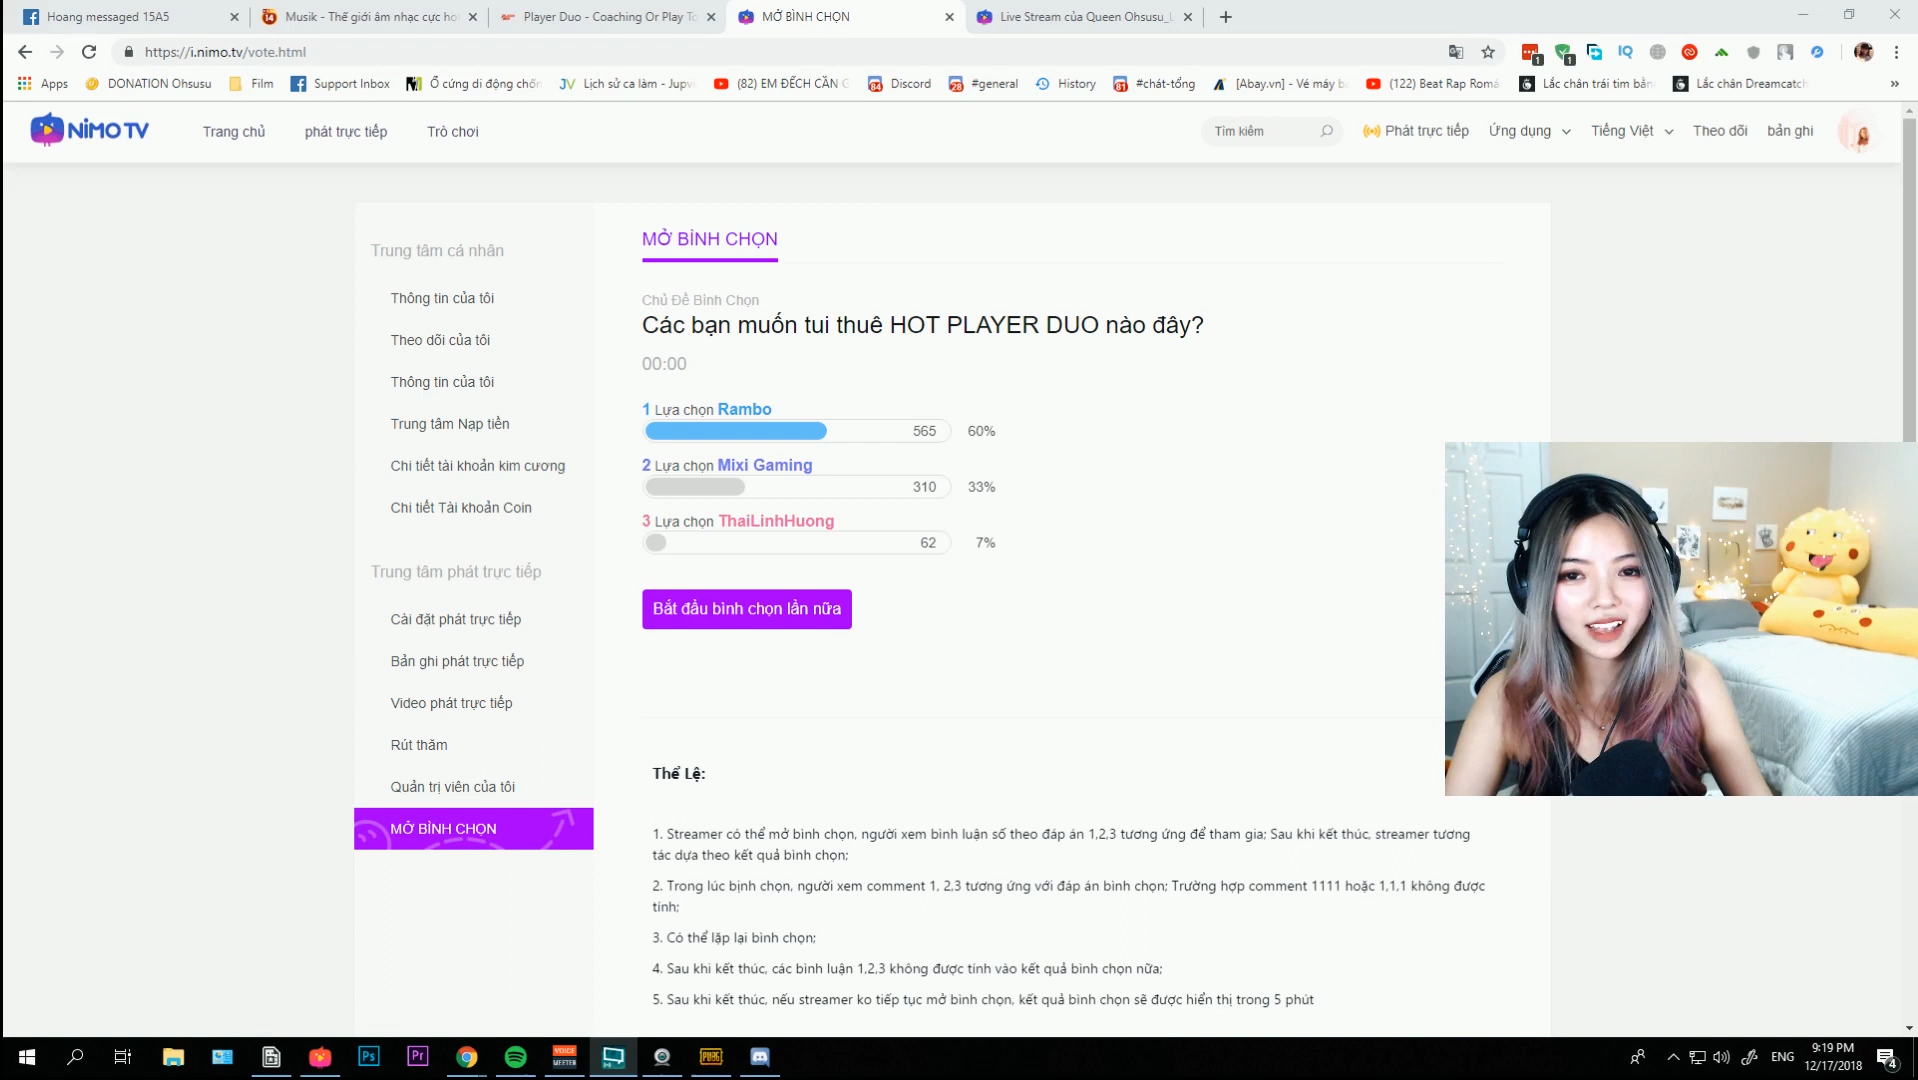 Hoang messaged 15A5
Musik - Thế giới âm nhạc cực ho
Player Duo - Coaching Or Play To
MỞ BÌNH CHỌN
Live Stream của Queen Ohsusu_L
https://i.nimo.tv/vote.html
Apps
DONATION Ohsusu
Film
Support Inbox
Ổ cứng di động chốn
Lịch sử ca làm - Jupvi
(82) EM ĐẾCH CẦN G
Discord
#general
History
#chát-tổng
[Abay.vn] - Vé máy b
(122) Beat Rap Romá
Lắc chân trái tim bằn
Lắc chân Dreamcatch
NIMO TV
Trang chủ
phát trực tiếp
Trò chơi
Tìm kiếm
Phát trực tiếp
Ứng dụng
Tiếng Việt
Theo dõi
bản ghi
Trung tâm cá nhân
Thông tin của tôi
Theo dõi của tôi
Thông tin của tôi
Trung tâm Nạp tiền
Chi tiết tài khoản kim cương
Chi tiết Tài khoản Coin
Trung tâm phát trực tiếp
Cài đặt phát trực tiếp
Bản ghi phát trực tiếp
Video phát trực tiếp
Rút thăm
Quản trị viên của tôi
MỞ BÌNH CHỌN
MỞ BÌNH CHỌN
Chủ Đề Bình Chọn
Các bạn muốn tui thuê HOT PLAYER DUO nào đây?
00:00
1 Lựa chọn Rambo
565 60%
2 Lựa chọn Mixi Gaming
310 33%
3 Lựa chọn ThaiLinhHuong
62 7%
Bắt đầu bình chọn lần nữa
Thể Lệ:
1. Streamer có thể mở bình chọn, người xem bình luận số theo đáp án 1,2,3 tương ứng để tham gia; Sau khi kết thúc, streamer tương
tác dựa theo kết quả bình chọn;
2. Trong lúc bịnh chọn, người xem comment 1, 2,3 tương ứng với đáp án bình chọn; Trường hợp comment 1111 hoặc 1,1,1 không được
tính;
3. Có thể lặp lại bình chọn;
4. Sau khi kết thúc, các bình luận 1,2,3 không được tính vào kết quả bình chọn nữa;
5. Sau khi kết thúc, nếu streamer ko tiếp tục mở bình chọn, kết quả bình chọn sẽ được hiển thị trong 5 phút
Ps
Pr
VOICE
MEETER
PUBG
ENG
9:19 PM
12/17/2018
4